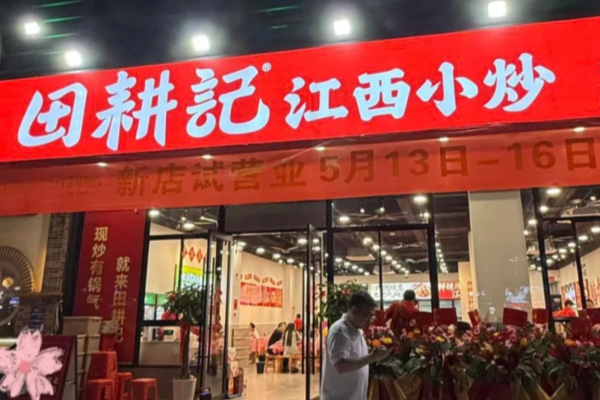 田耕記® 江西小炒
新店试营业 5月13日-16日
现炒有锅气
就来田耕記